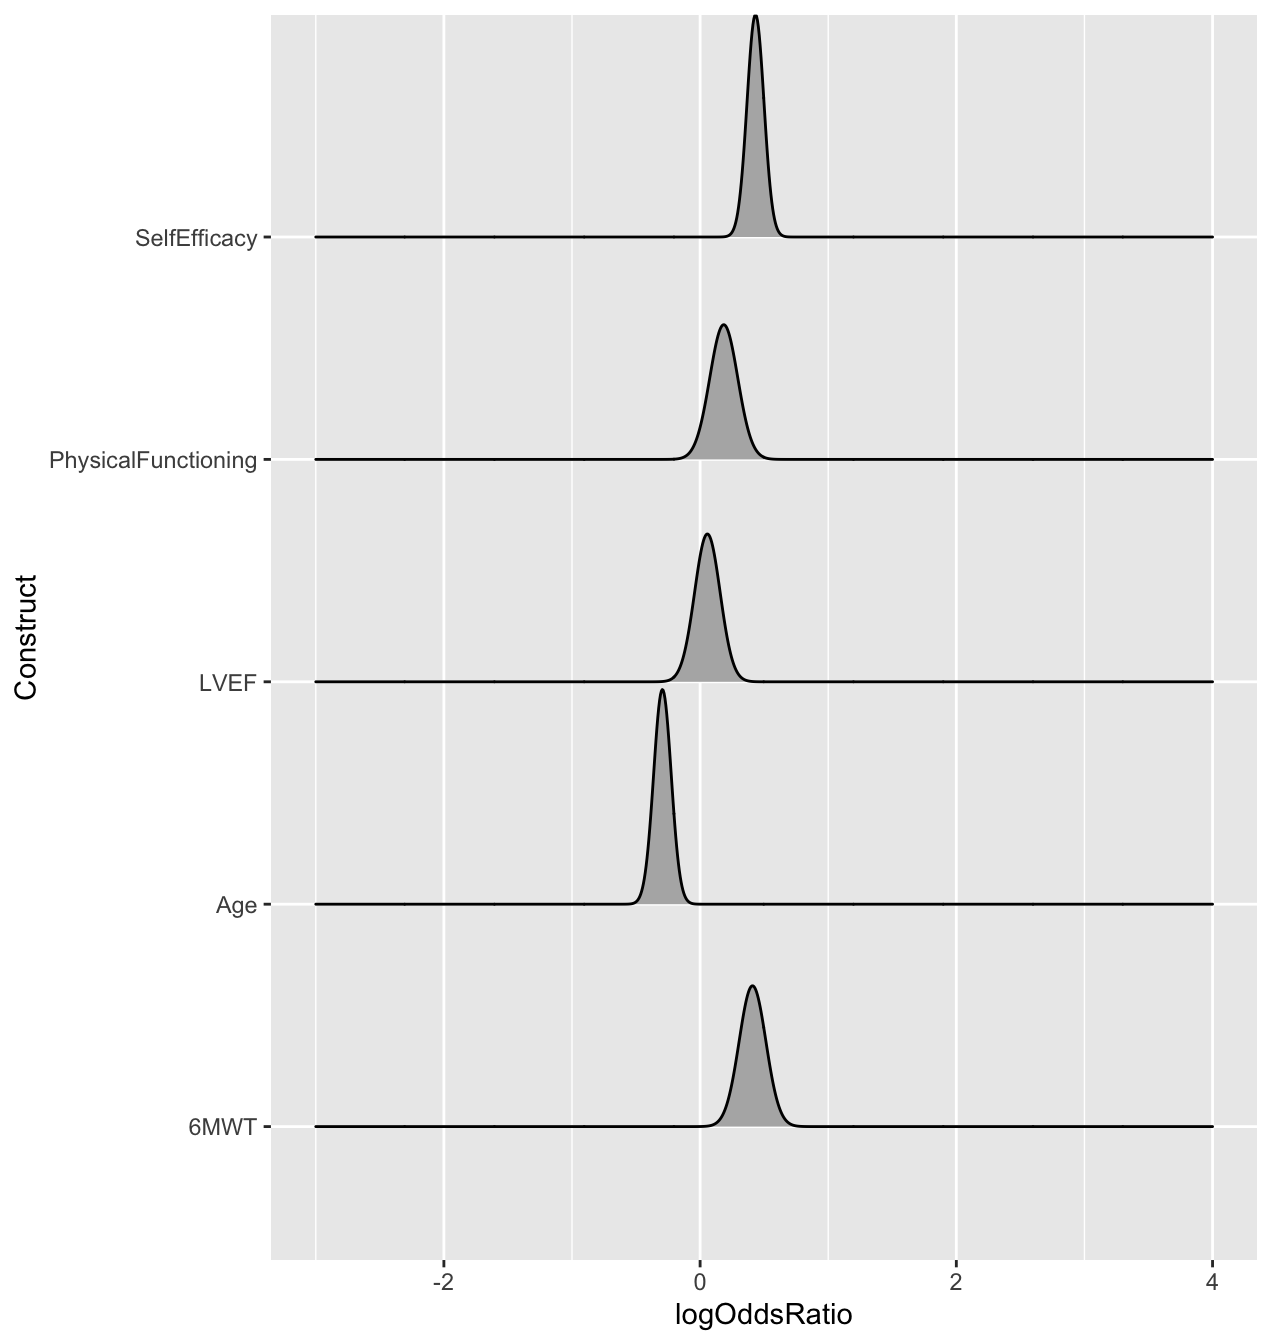 SelfEfficacy
PhysicalFunctioning
LVEF
Age
6MWT
Construct
-2 0 2 4
logOddsRatio